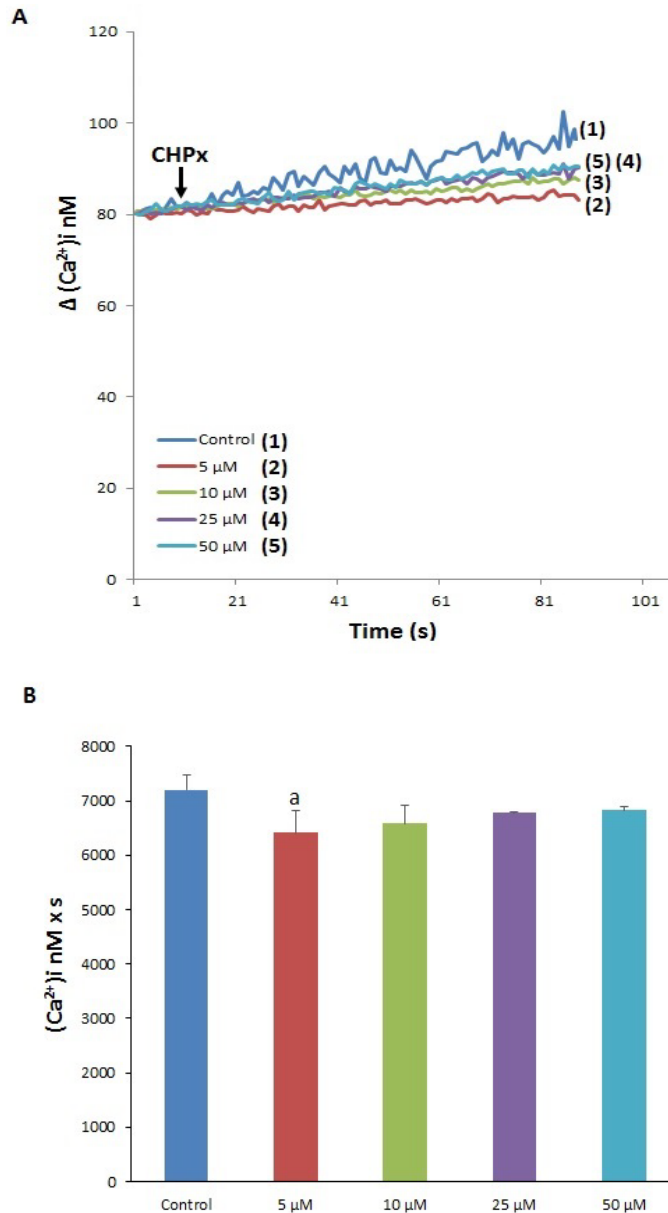 A
120
100
80
60
40
20
0
Δ (Ca²⁺)i nM
CHPx
(1)
(5) (4)
(3)
(2)
Control (1)
5 µM (2)
10 µM (3)
25 µM (4)
50 µM (5)
1 21 41 61 81 101
Time (s)
B
8000
7000
6000
5000
4000
3000
2000
1000
0
(Ca²⁺)i nM x s
a
Control 5 µM 10 µM 25 µM 50 µM